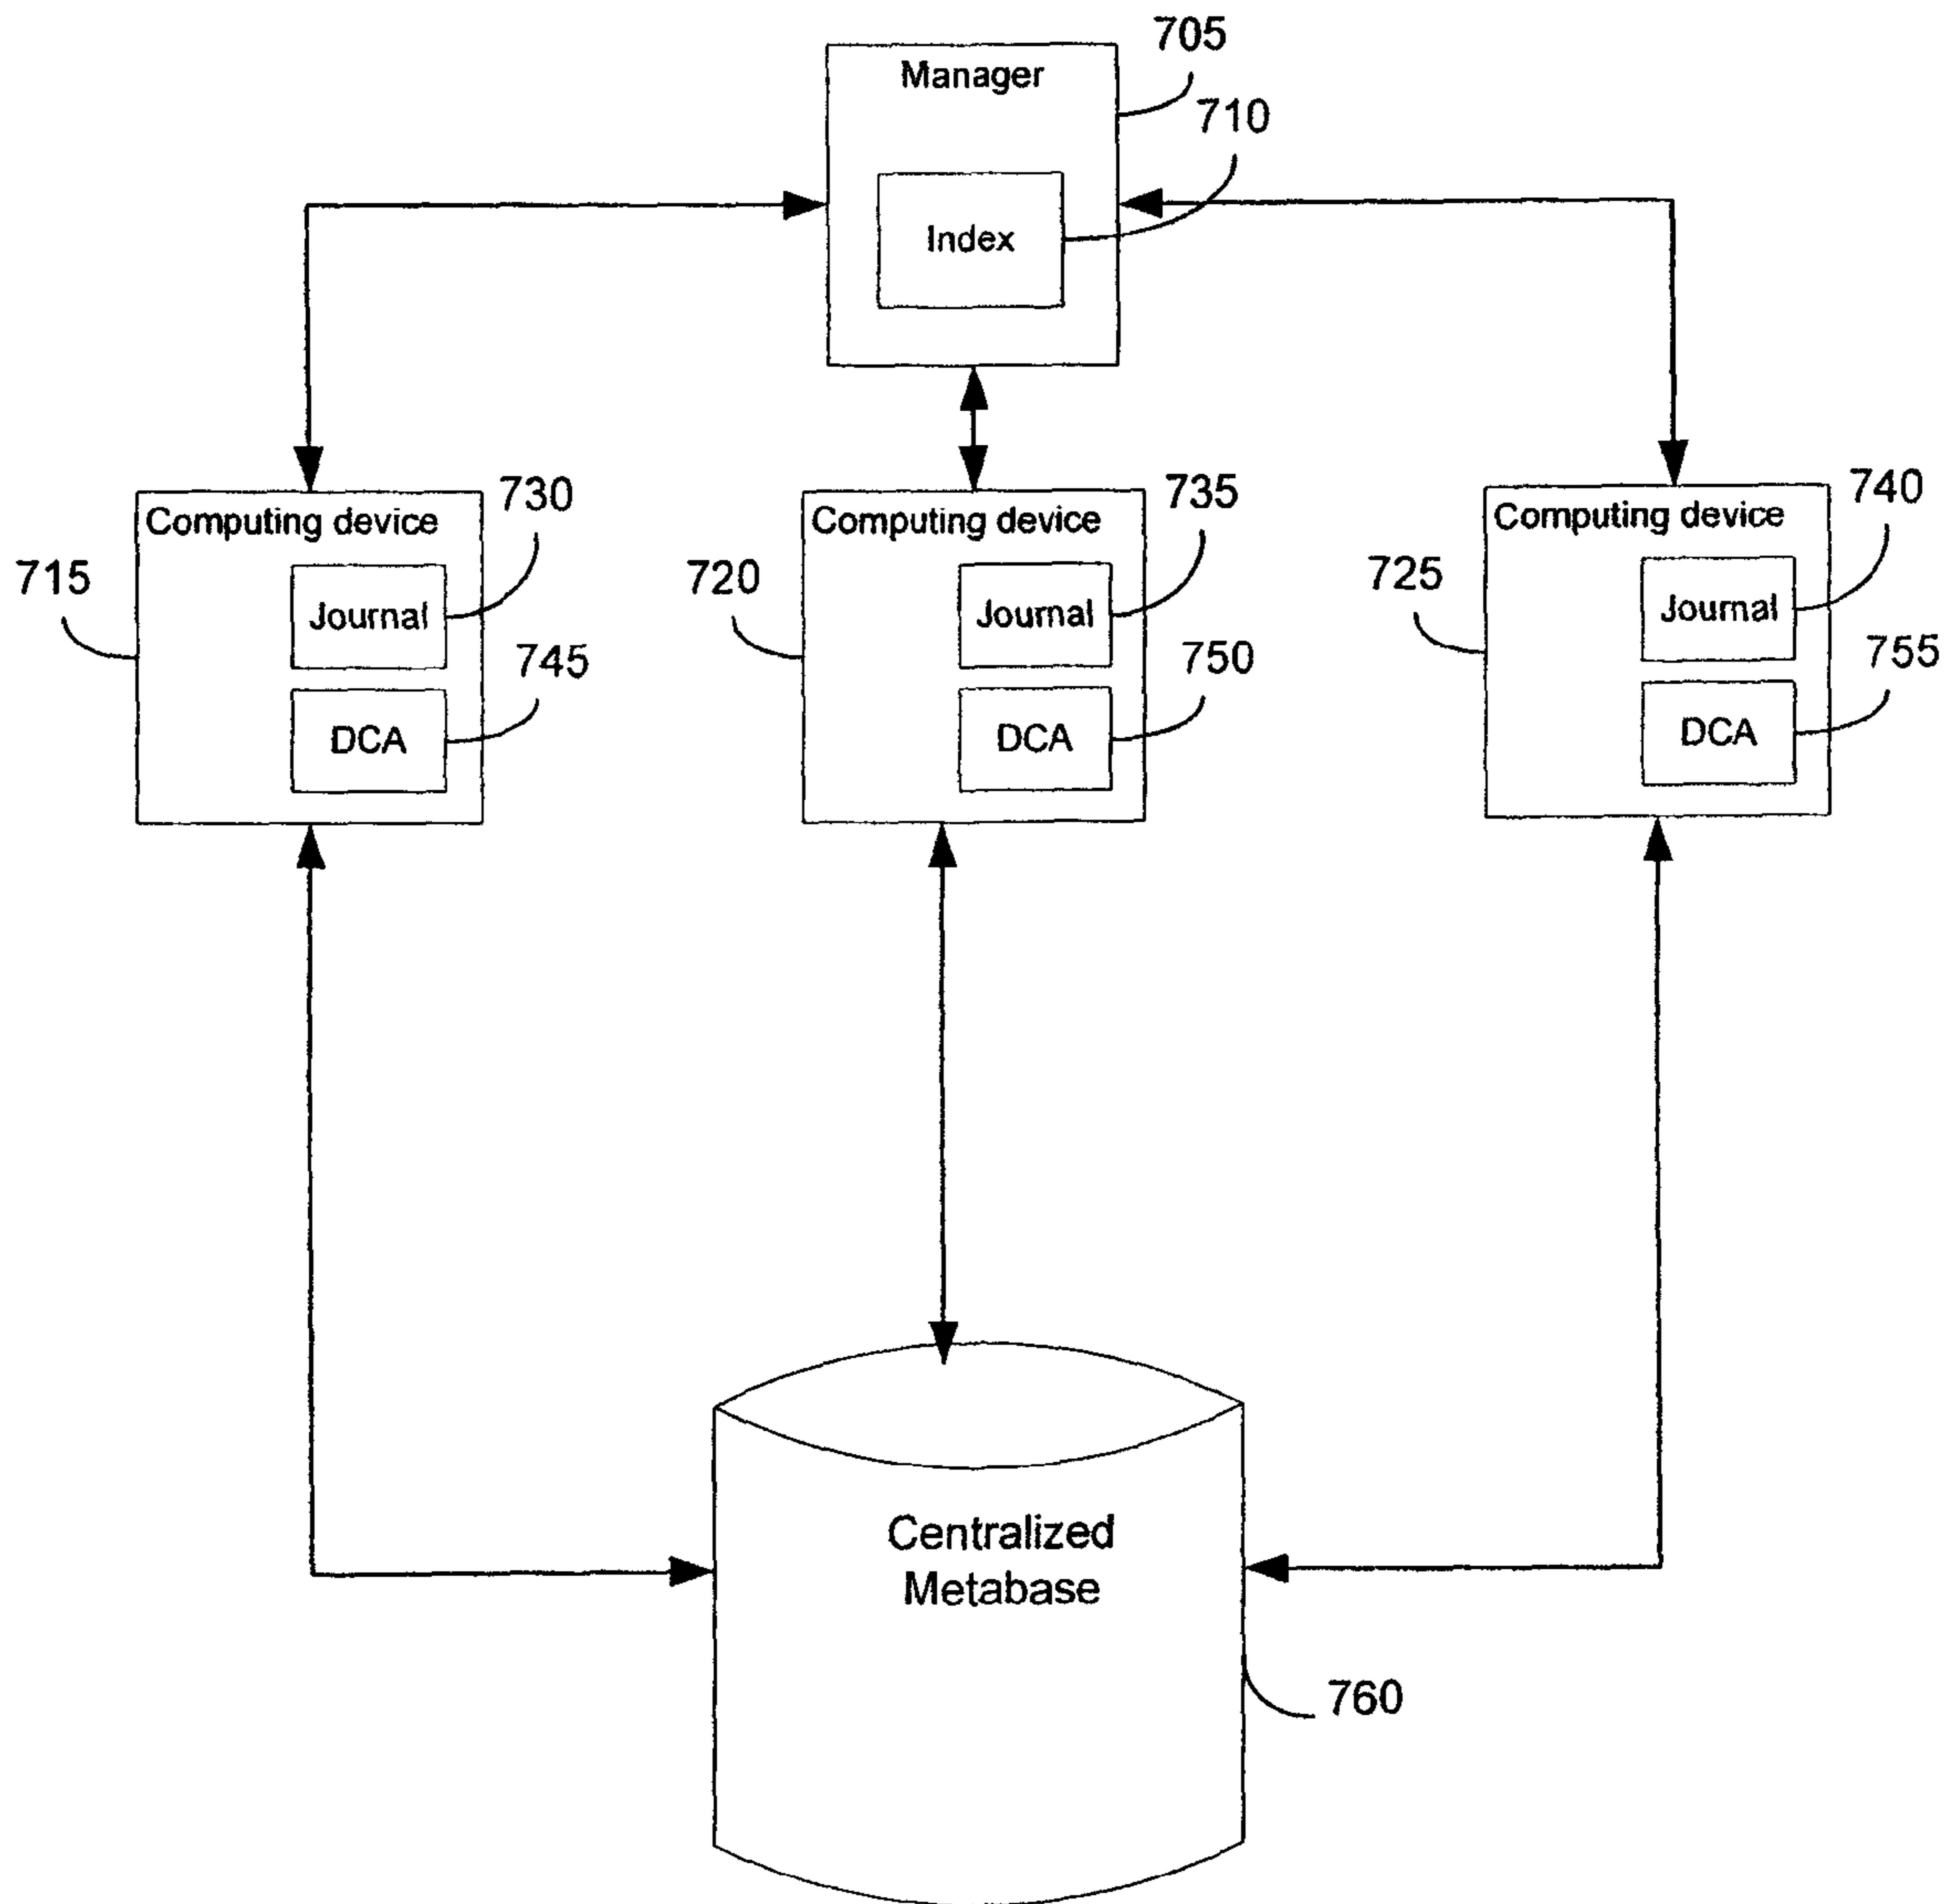 705
Manager
710
Index
Computing device
730
715
Journal
745
DCA
Computing device
735
720
Journal
750
DCA
Computing device
740
725
Journal
755
DCA
Centralized
Metabase
760